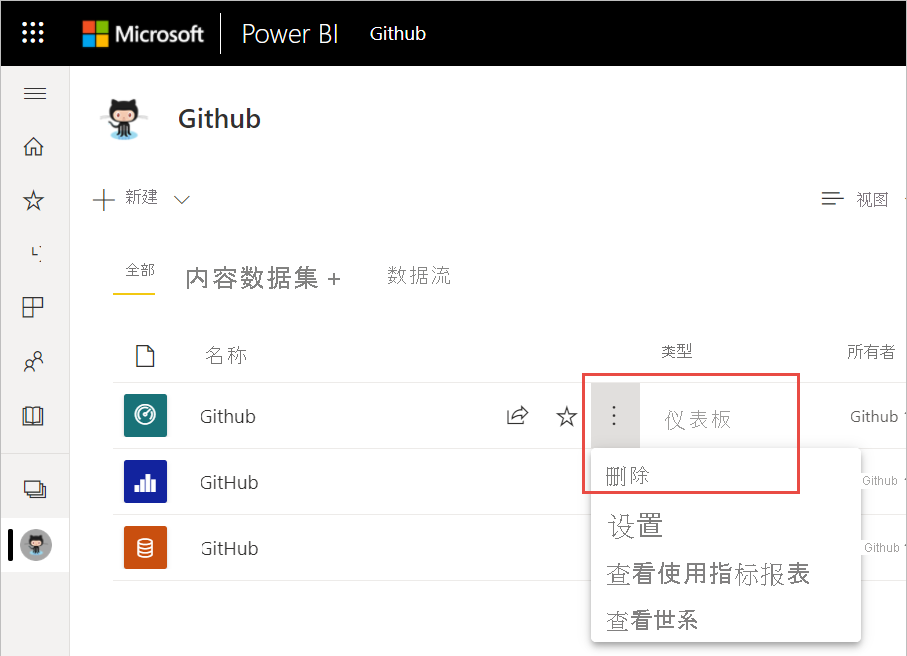 Microsoft Power BI Github
Github
新建
视图
全部 内容数据集 + 数据流
名称 类型 所有者
Github 仪表板 Github
GitHub Github
GitHub Github
删除
设置
查看使用指标报表
查看世系